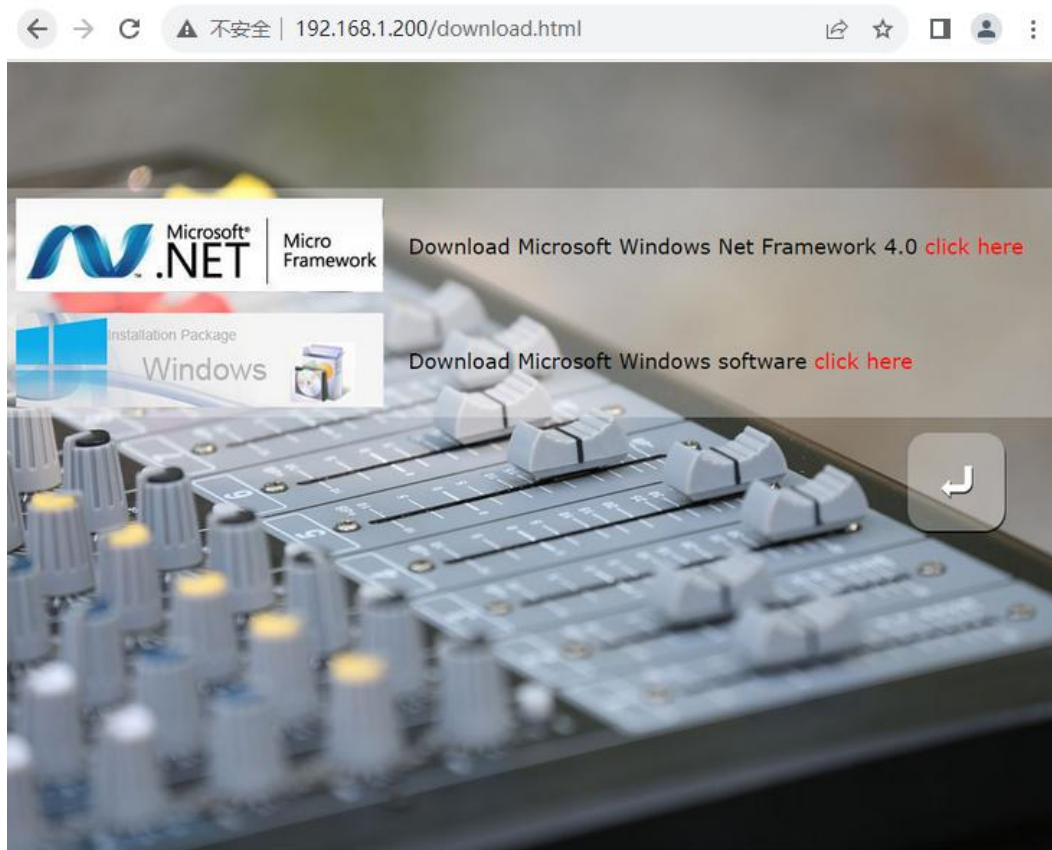 不安全 | 192.168.1.200/download.html
Microsoft®
.NET
Micro
Framework
Download Microsoft Windows Net Framework 4.0 click here
Installation Package
Windows
Download Microsoft Windows software click here